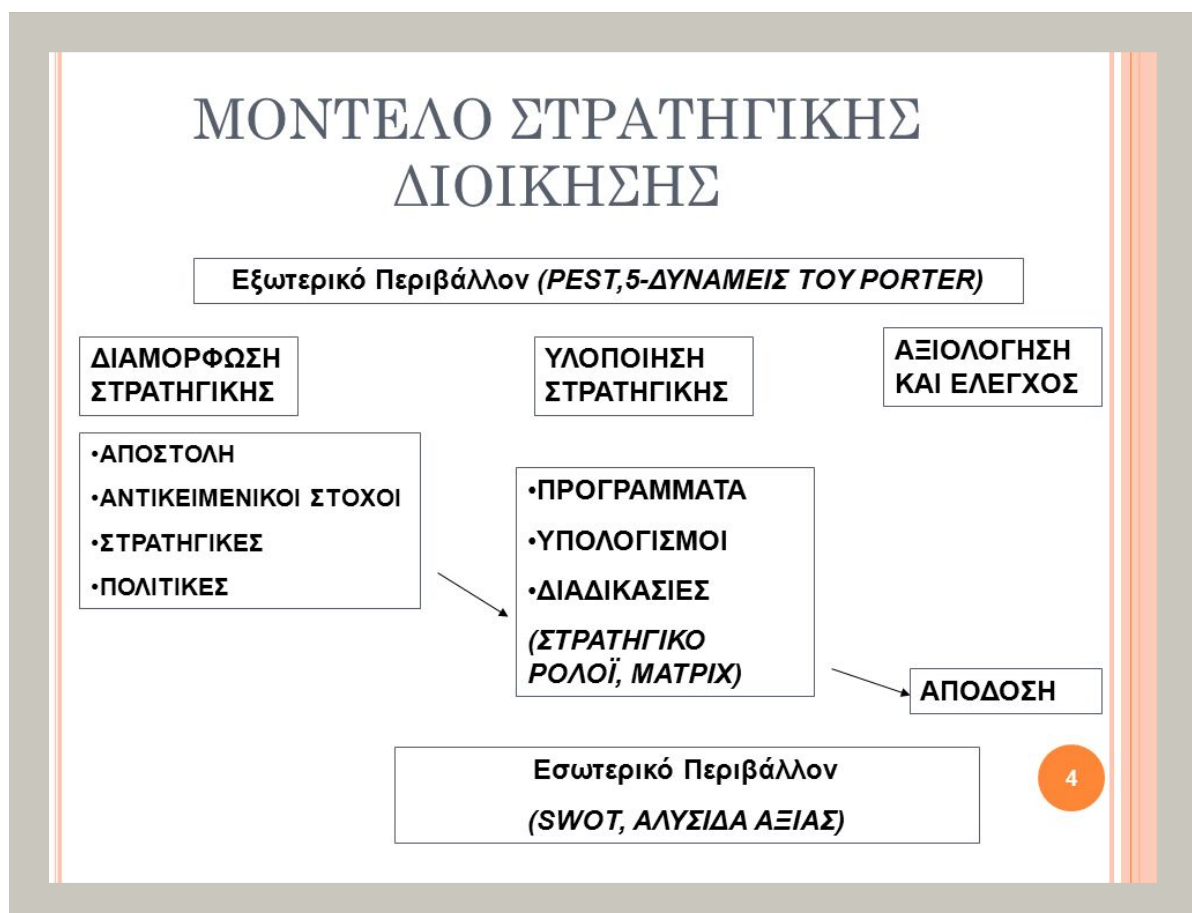 ΜΟΝΤΕΛΟ ΣΤΡΑΤΗΓΙΚΗΣ
ΔΙΟΙΚΗΣΗΣ
Εξωτερικό Περιβάλλον (PEST,5-ΔΥΝΑΜΕΙΣ ΤΟΥ PORTER)
ΔΙΑΜΟΡΦΩΣΗ
ΣΤΡΑΤΗΓΙΚΗΣ
ΥΛΟΠΟΙΗΣΗ
ΣΤΡΑΤΗΓΙΚΗΣ
ΑΞΙΟΛΟΓΗΣΗ
ΚΑΙ ΕΛΕΓΧΟΣ
•ΑΠΟΣΤΟΛΗ
•ΑΝΤΙΚΕΙΜΕΝΙΚΟΙ ΣΤΟΧΟΙ
•ΣΤΡΑΤΗΓΙΚΕΣ
•ΠΟΛΙΤΙΚΕΣ
•ΠΡΟΓΡΑΜΜΑΤΑ
•ΥΠΟΛΟΓΙΣΜΟΙ
•ΔΙΑΔΙΚΑΣΙΕΣ
(ΣΤΡΑΤΗΓΙΚΟ
ΡΟΛΟΪ, ΜΑΤΡΙΧ)
ΑΠΟΔΟΣΗ
Εσωτερικό Περιβάλλον
(SWOT, ΑΛΥΣΙΔΑ ΑΞΙΑΣ)
4